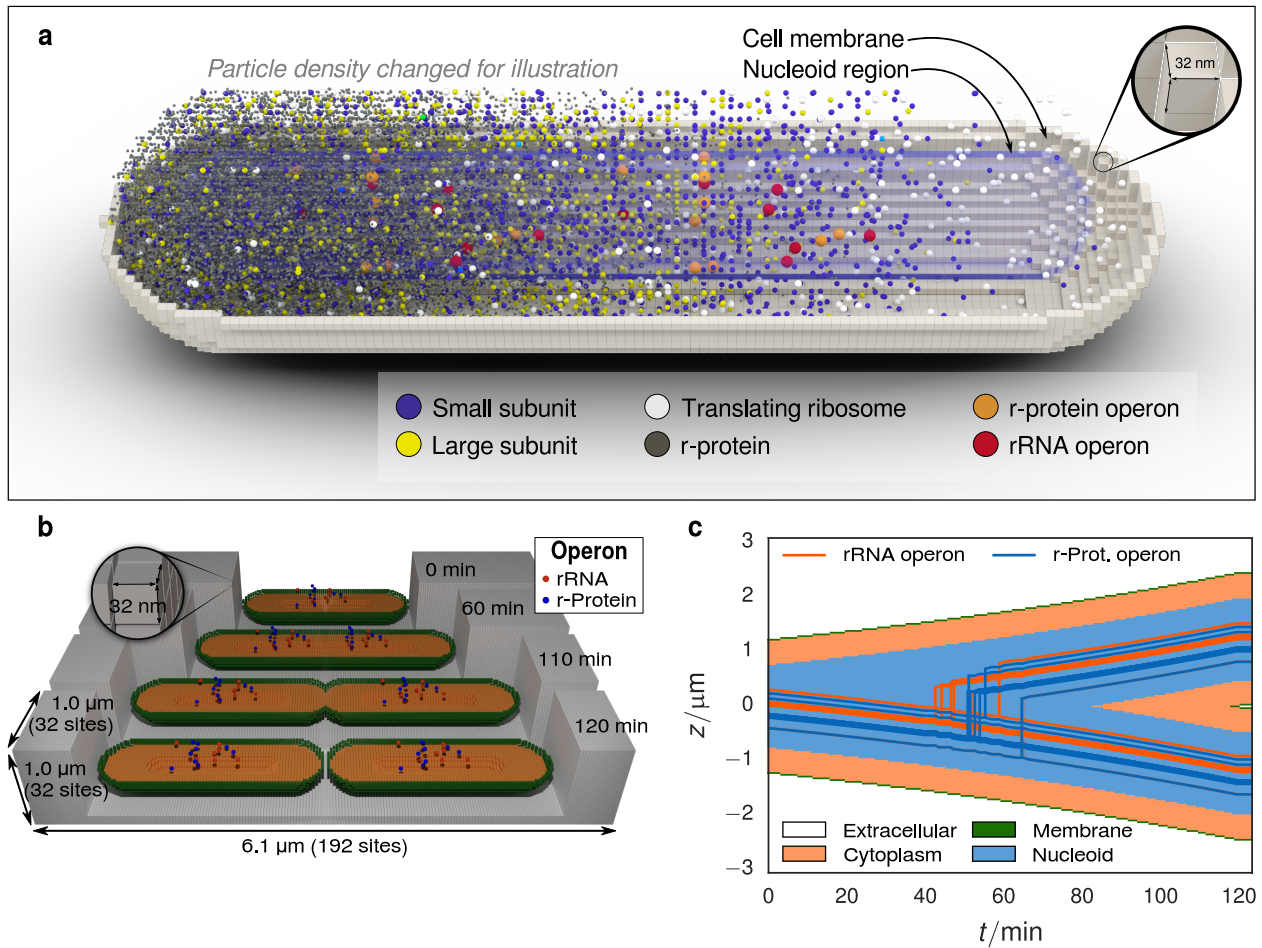 a
Particle density changed for illustration
Cell membrane
Nucleoid region
32 nm
Small subunit
Translating ribosome
r-protein operon
Large subunit
r-protein
rRNA operon
b
32 nm
Operon
rRNA
r-Protein
0 min
60 min
110 min
120 min
1.0 µm
(32 sites)
1.0 µm
(32 sites)
6.1 µm (192 sites)
c
rRNA operon
r-Prot. operon
3
2
1
0
−1
−2
−3
z/µm
Extracellular
Membrane
Cytoplasm
Nucleoid
0 20 40 60 80 100 120
t/min